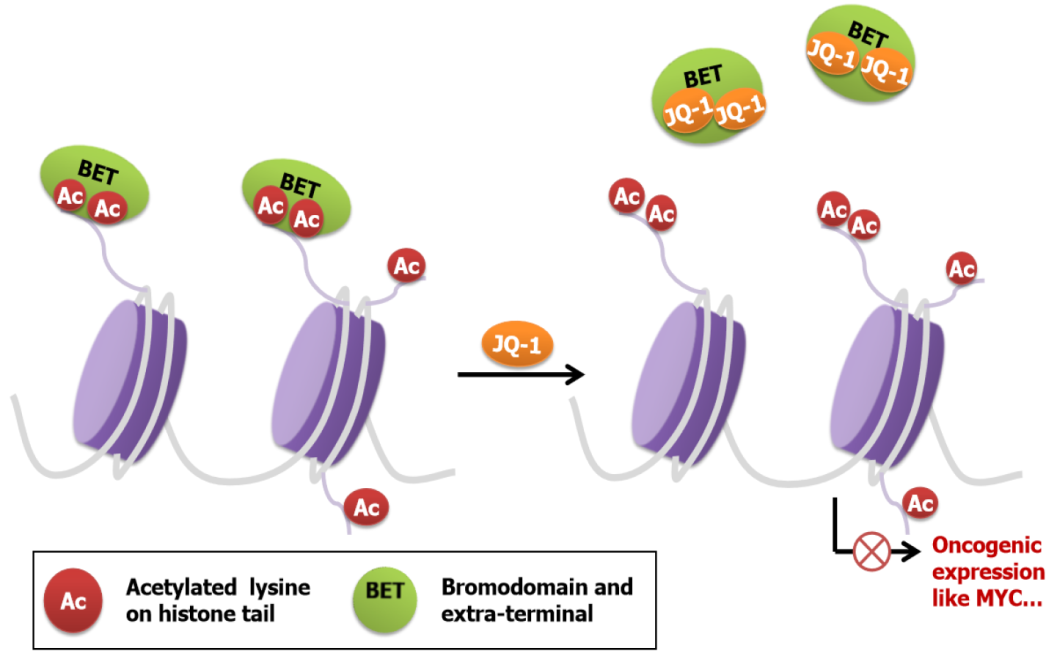 BET
JQ-1 JQ-1
BET
JQ-1 JQ-1
BET
Ac Ac
BET
Ac Ac
Ac
Ac
Ac
Ac
Ac
Ac
JQ-1
Ac
Ac
Oncogenic
expression
like MYC...
Ac
Acetylated lysine
on histone tail
BET
Bromodomain and
extra-terminal